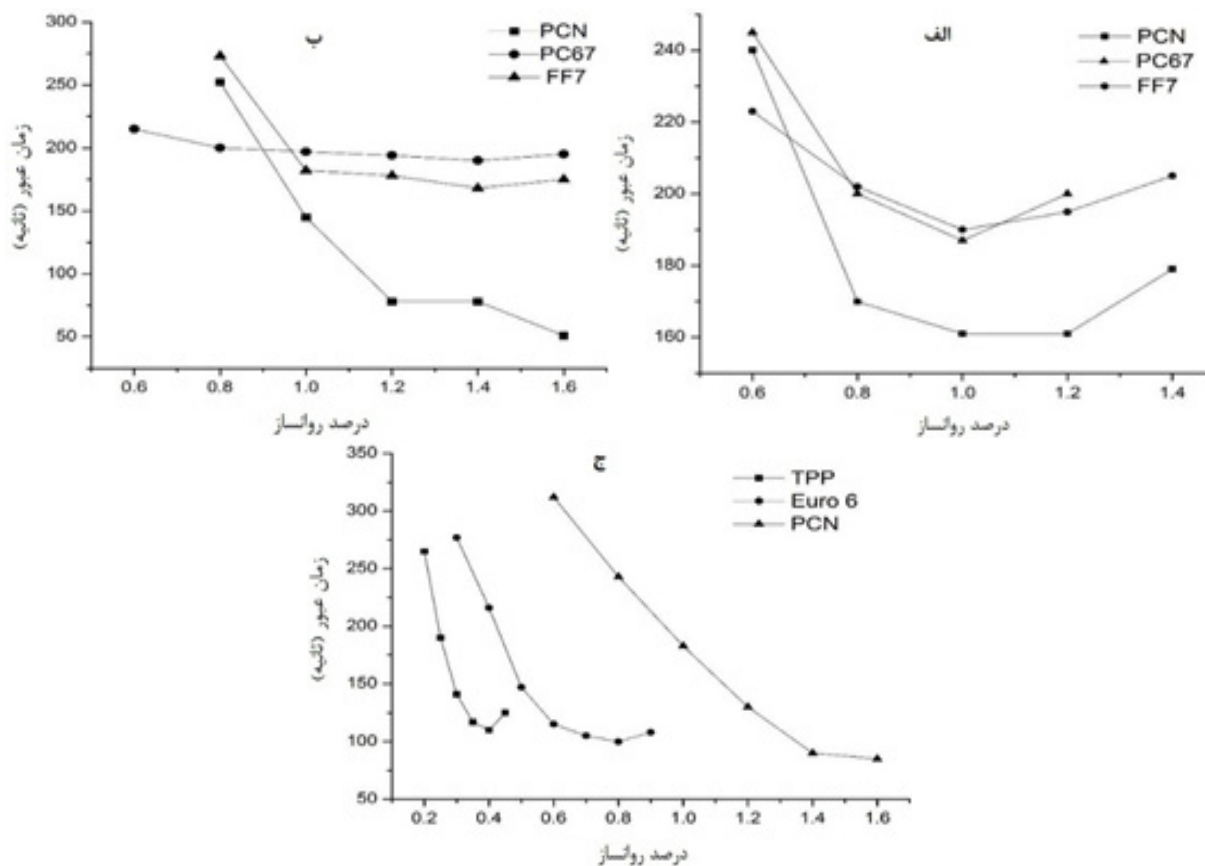 ب
PCN
PC67
FF7
300
250
200
150
100
50
زمان عبور (ثانیه)
0.6 0.8 1.0 1.2 1.4 1.6
درصد روانساز
الف
PCN
PC67
FF7
240
220
200
180
160
زمان عبور (ثانیه)
0.6 0.8 1.0 1.2 1.4
درصد روانساز
ج
TPP
Euro 6
PCN
350
300
250
200
150
100
50
زمان عبور (ثانیه)
0.2 0.4 0.6 0.8 1.0 1.2 1.4 1.6
درصد روانساز